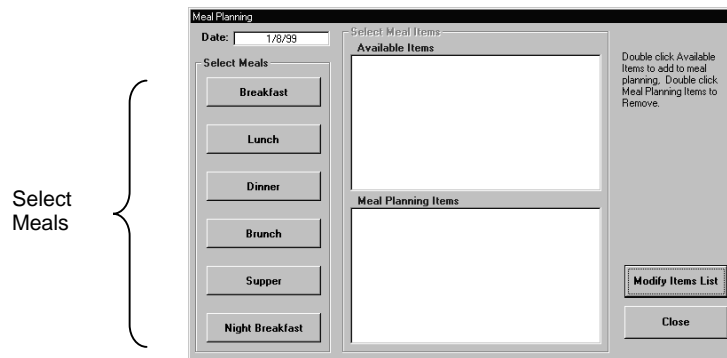 Meal Planning
Date: 1/8/99
Select Meals
Breakfast
Lunch
Dinner
Brunch
Supper
Night Breakfast
Select Meal Items
Available Items
Meal Planning Items
Double click Available
Items to add to meal
planning, Double click
Meal Planning Items to
Remove.
Modify Items List
Close
Select
Meals